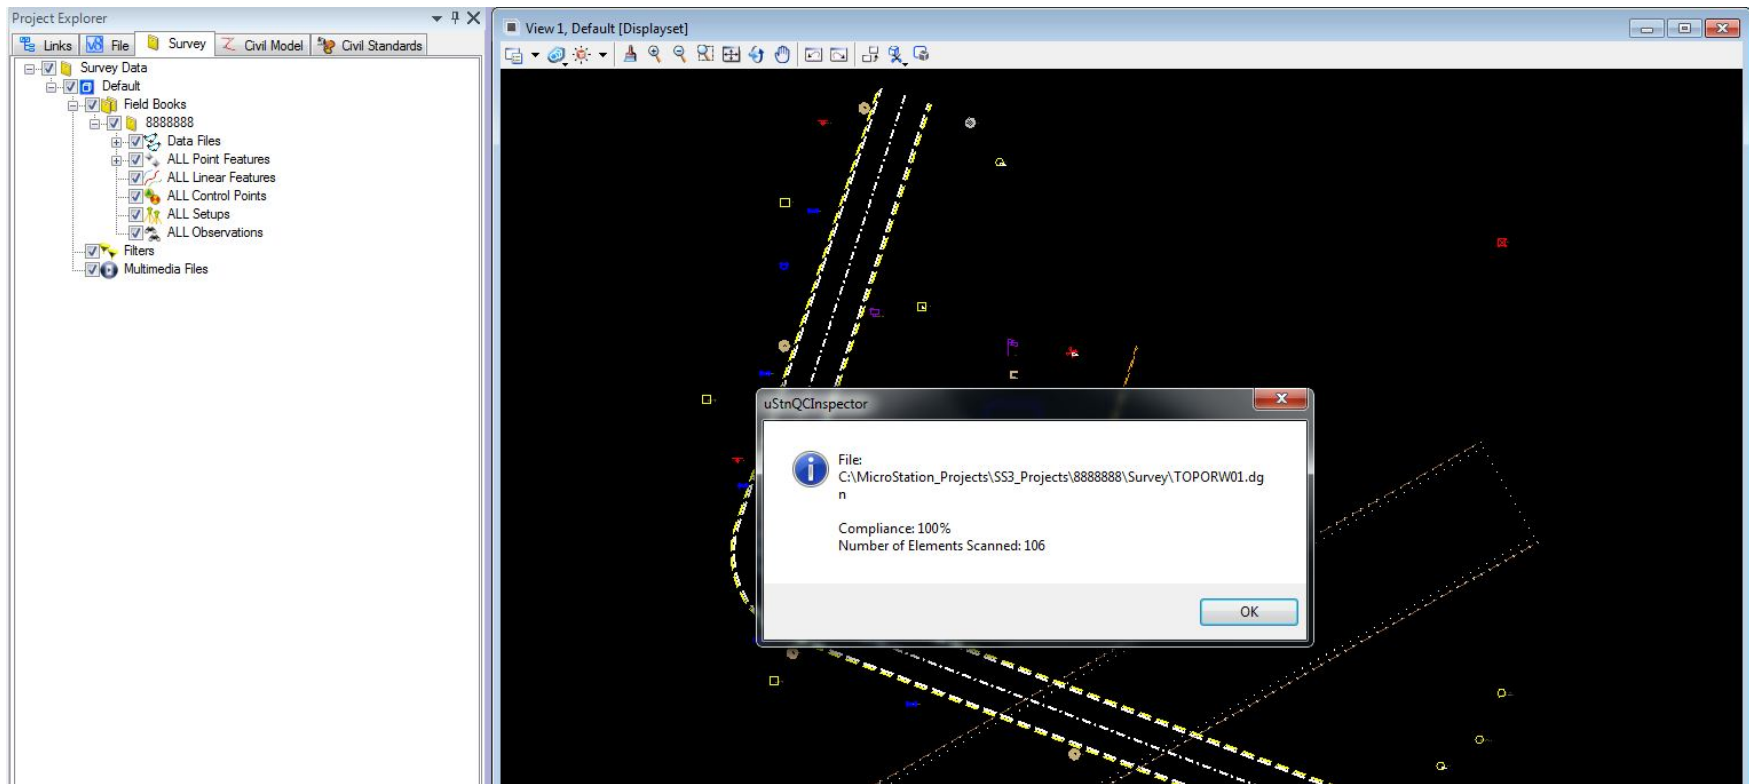 Project Explorer
Links File Survey Civil Model Civil Standards
Survey Data
Default
Field Books
8888888
Data Files
ALL Point Features
ALL Linear Features
ALL Control Points
ALL Setups
ALL Observations
Filters
Multimedia Files
View 1, Default [Displayset]
uStnQCInspector
File:
C:\MicroStation_Projects\SS3_Projects\8888888\Survey\TOPORW01.dg
n
Compliance: 100%
Number of Elements Scanned: 106
OK